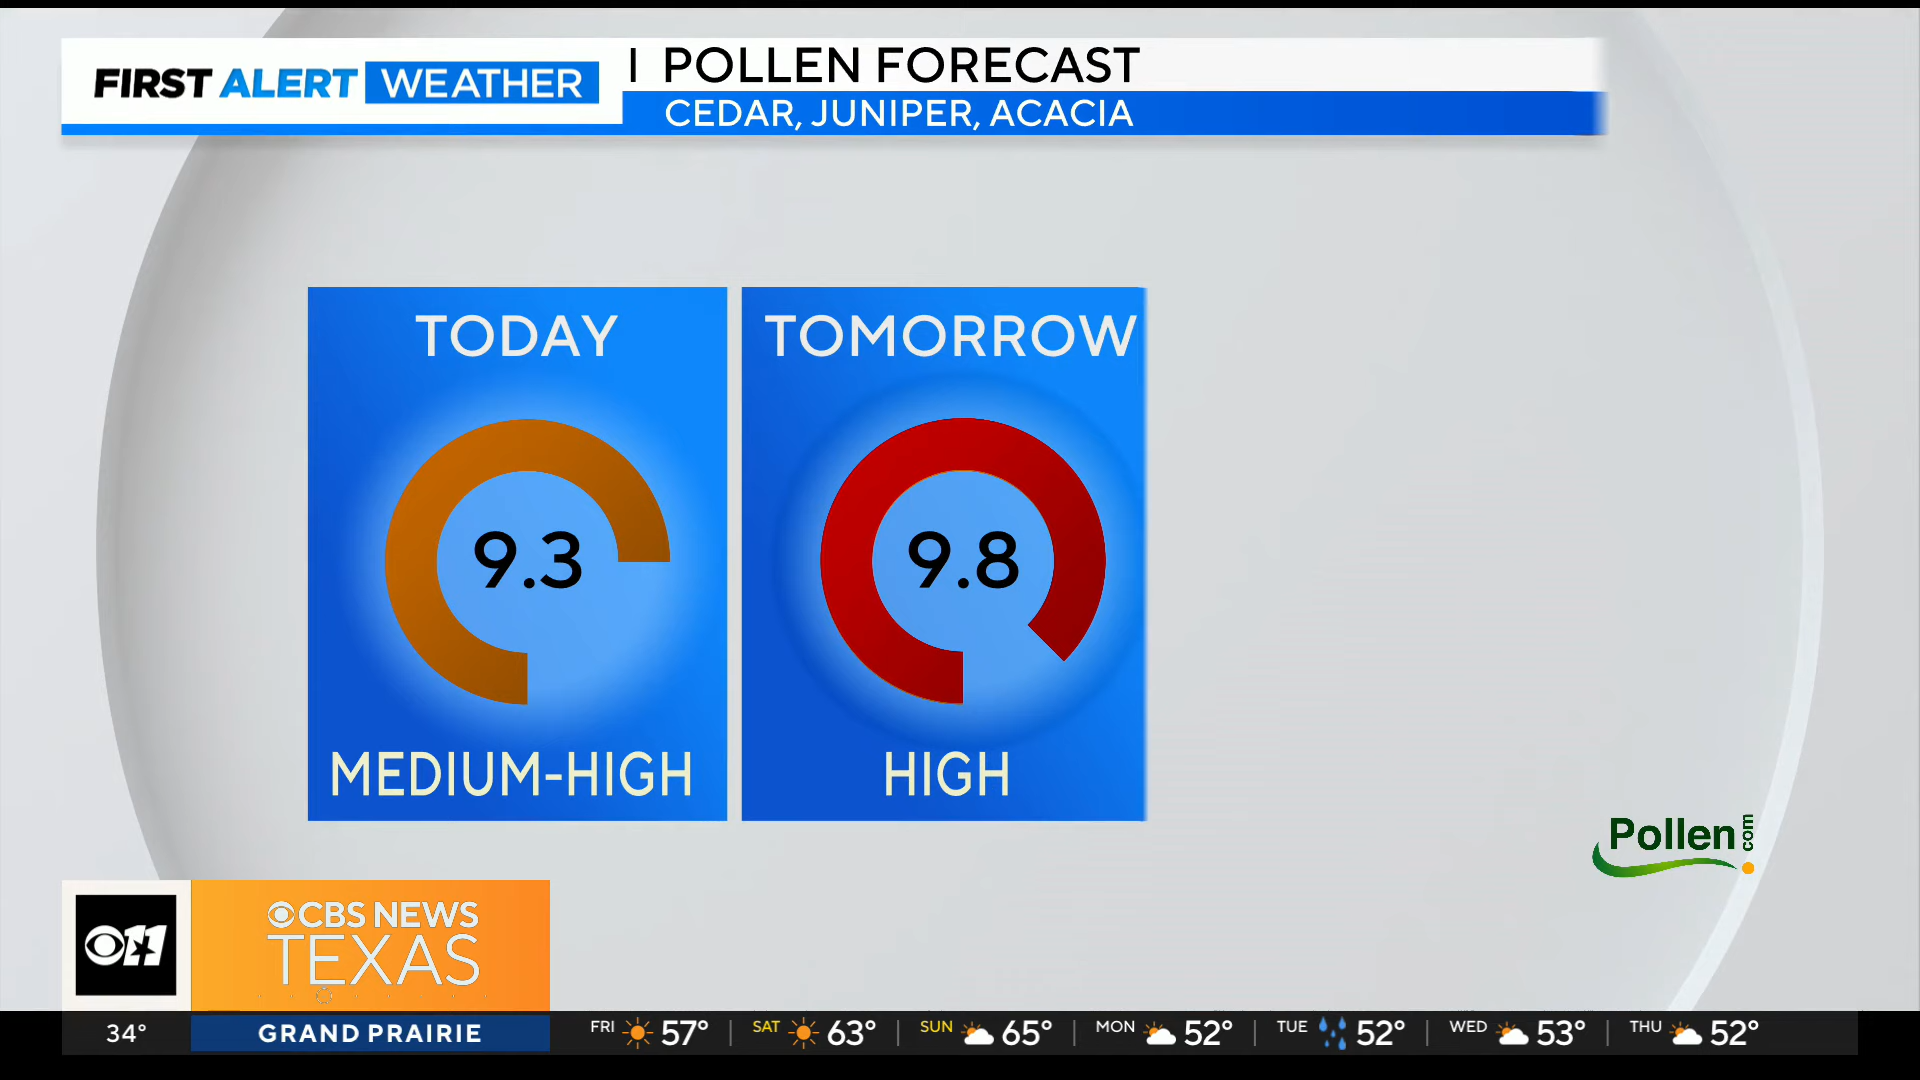 FIRST ALERT WEATHER
| POLLEN FORECAST
CEDAR, JUNIPER, ACACIA
TODAY
9.3
MEDIUM-HIGH
TOMORROW
9.8
HIGH
Pollen.com
11
CBS NEWS
TEXAS
34° GRAND PRAIRIE FRI 57° | SAT 63° | SUN 65° | MON 52° | TUE 52° | WED 53° | THU 52°